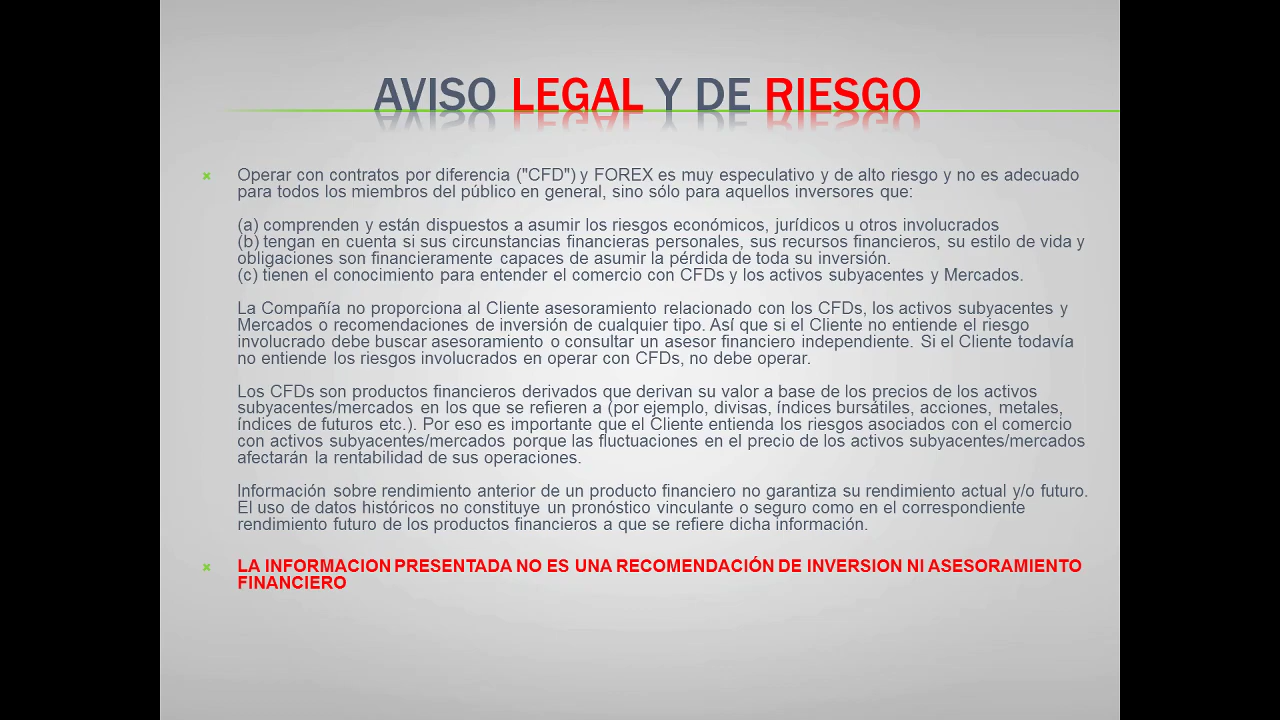 AVISO LEGAL Y DE RIESGO
Operar con contratos por diferencia ("CFD") y FOREX es muy especulativo y de alto riesgo y no es adecuado
para todos los miembros del público en general, sino sólo para aquellos inversores que:
(a) comprenden y están dispuestos a asumir los riesgos económicos, jurídicos u otros involucrados
(b) tengan en cuenta si sus circunstancias financieras personales, sus recursos financieros, su estilo de vida y
obligaciones son financieramente capaces de asumir la pérdida de toda su inversión.
(c) tienen el conocimiento para entender el comercio con CFDs y los activos subyacentes y Mercados.
La Compañía no proporciona al Cliente asesoramiento relacionado con los CFDs, los activos subyacentes y
Mercados o recomendaciones de inversión de cualquier tipo. Así que si el Cliente no entiende el riesgo
involucrado debe buscar asesoramiento o consultar un asesor financiero independiente. Si el Cliente todavía
no entiende los riesgos involucrados en operar con CFDs, no debe operar.
Los CFDs son productos financieros derivados que derivan su valor a base de los precios de los activos
subyacentes/mercados en los que se refieren a (por ejemplo, divisas, índices bursátiles, acciones, metales,
índices de futuros etc.). Por eso es importante que el Cliente entienda los riesgos asociados con el comercio
con activos subyacentes/mercados porque las fluctuaciones en el precio de los activos subyacentes/mercados
afectarán la rentabilidad de sus operaciones.
Información sobre rendimiento anterior de un producto financiero no garantiza su rendimiento actual y/o futuro.
El uso de datos históricos no constituye un pronóstico vinculante o seguro como en el correspondiente
rendimiento futuro de los productos financieros a que se refiere dicha información.
LA INFORMACION PRESENTADA NO ES UNA RECOMENDACIÓN DE INVERSION NI ASESORAMIENTO
FINANCIERO